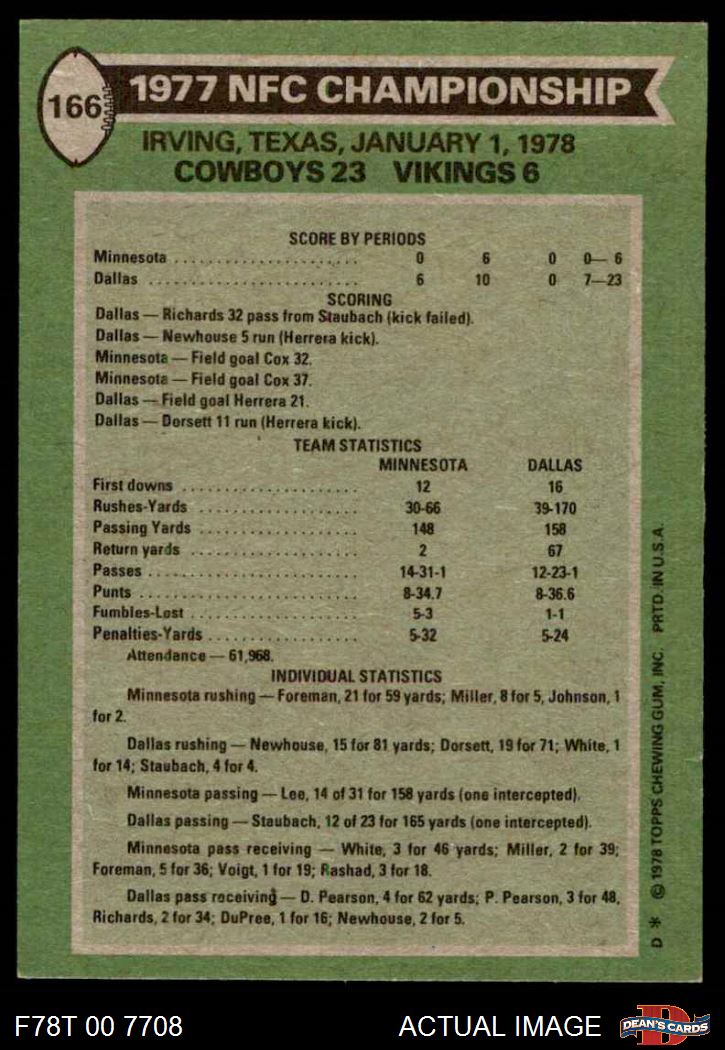 166
1977 NFC CHAMPIONSHIP
IRVING, TEXAS, JANUARY 1, 1978
COWBOYS 23 VIKINGS 6
SCORE BY PERIODS
Minnesota ..................... 0 6 0 0— 6
Dallas ........................ 6 10 0 7—23
SCORING
Dallas — Richards 32 pass from Staubach (kick failed).
Dallas — Newhouse 5 run (Herrera kick).
Minnesota — Field goal Cox 32.
Minnesota — Field goal Cox 37.
Dallas — Field goal Herrera 21.
Dallas — Dorsett 11 run (Herrera kick).
TEAM STATISTICS
MINNESOTA DALLAS
First downs .................... 12 16
Rushes-Yards .................. 30-66 39-170
Passing Yards .................. 148 158
Return yards ................... 2 67
Passes ........................ 14-31-1 12-23-1
Punts ......................... 8-34.7 8-36.6
Fumbles-Lost ................... 5-3 1-1
Penalties-Yards ................. 5-32 5-24
Attendance — 61,968.
INDIVIDUAL STATISTICS
Minnesota rushing — Foreman, 21 for 59 yards; Miller, 8 for 5, Johnson, 1
for 2.
Dallas rushing — Newhouse, 15 for 81 yards; Dorsett, 19 for 71; White, 1
for 14; Staubach, 4 for 4.
Minnesota passing — Lee, 14 of 31 for 158 yards (one intercepted).
Dallas passing — Staubach, 12 of 23 for 165 yards (one intercepted).
Minnesota pass receiving — White, 3 for 46 yards; Miller, 2 for 39;
Foreman, 5 for 36; Voigt, 1 for 19; Rashad, 3 for 18.
Dallas pass receiving — D. Pearson, 4 for 62 yards; P. Pearson, 3 for 48,
Richards, 2 for 34; DuPree, 1 for 16; Newhouse, 2 for 5.
D * © 1978 TOPPS CHEWING GUM, INC. PRTD. IN U.S.A.
F78T 00 7708
ACTUAL IMAGE
D
DEAN'S CARDS